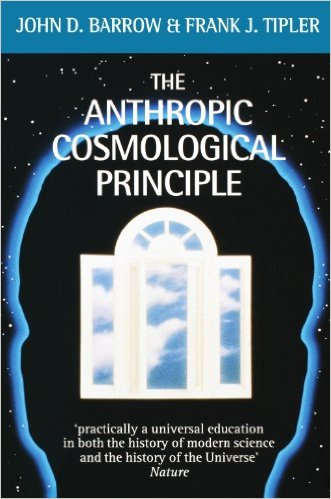 JOHN D. BARROW & FRANK J. TIPLER
THE
ANTHROPIC
COSMOLOGICAL
PRINCIPLE
'practically a universal education
in both the history of modern science
and the history of the Universe'
Nature